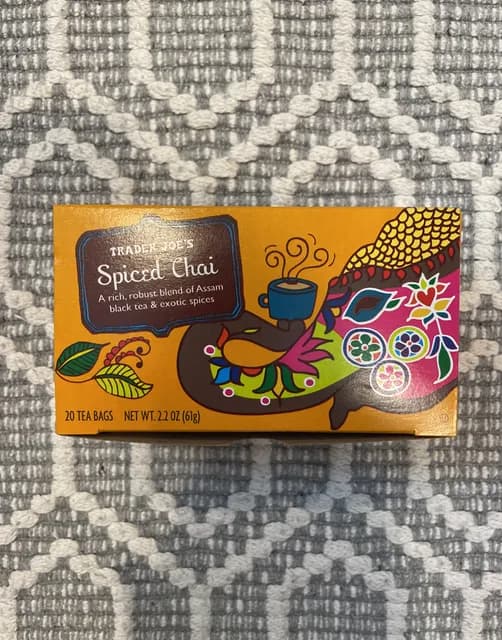 TRADER JOE'S
Spiced Chai
A rich, robust blend of Assam
black tea & exotic spices
20 TEA BAGS NET WT. 2.2 OZ (61g)